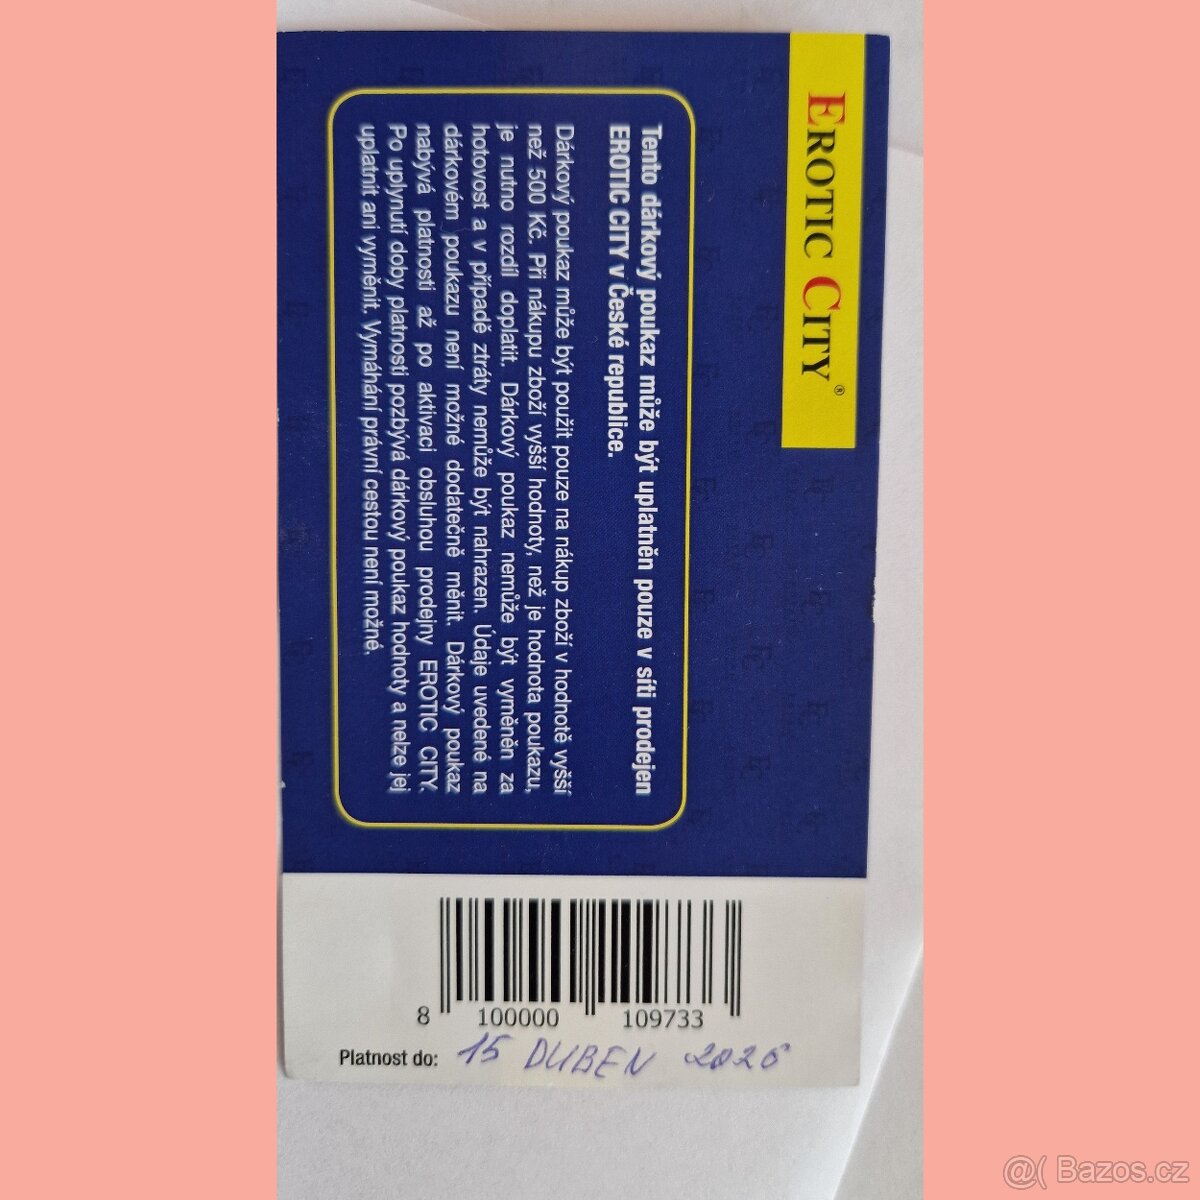 EROTIC CITY®
Tento dárkový poukaz může být uplatněn pouze v síti prodejen
EROTIC CITY v České republice.
Dárkový poukaz může být použit pouze na nákup zboží v hodnotě vyšší
než 500 Kč. Při nákupu zboží vyšší hodnoty, než je hodnota poukazu,
je nutno rozdíl doplatit. Dárkový poukaz nemůže být vyměněn za
hotovost a v případě ztráty nemůže být nahrazen. Údaje uvedené na
dárkovém poukazu není možné dodatečně měnit. Dárkový poukaz
nabývá platnosti až po aktivaci obsluhou prodejny EROTIC CITY.
Po uplynutí doby platnosti pozbývá dárkový poukaz hodnoty a nelze jej
uplatnit ani vyměnit. Vymáhání právní cestou není možné.
8 100000 109733
Platnost do: 15 DUBEN 2026
@( Bazos.cz